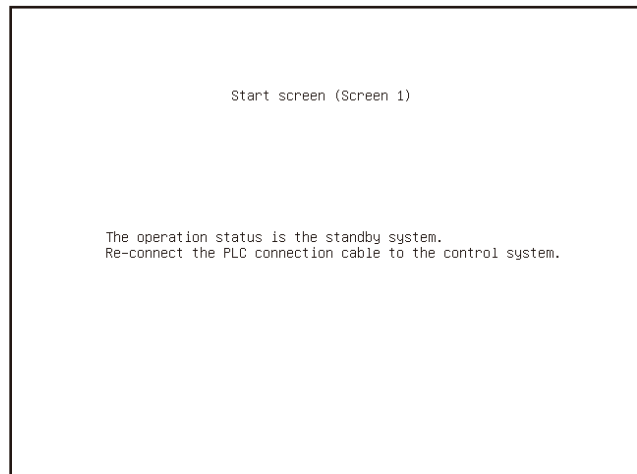 Start screen (Screen 1)
The operation status is the standby system.
Re-connect the PLC connection cable to the control system.